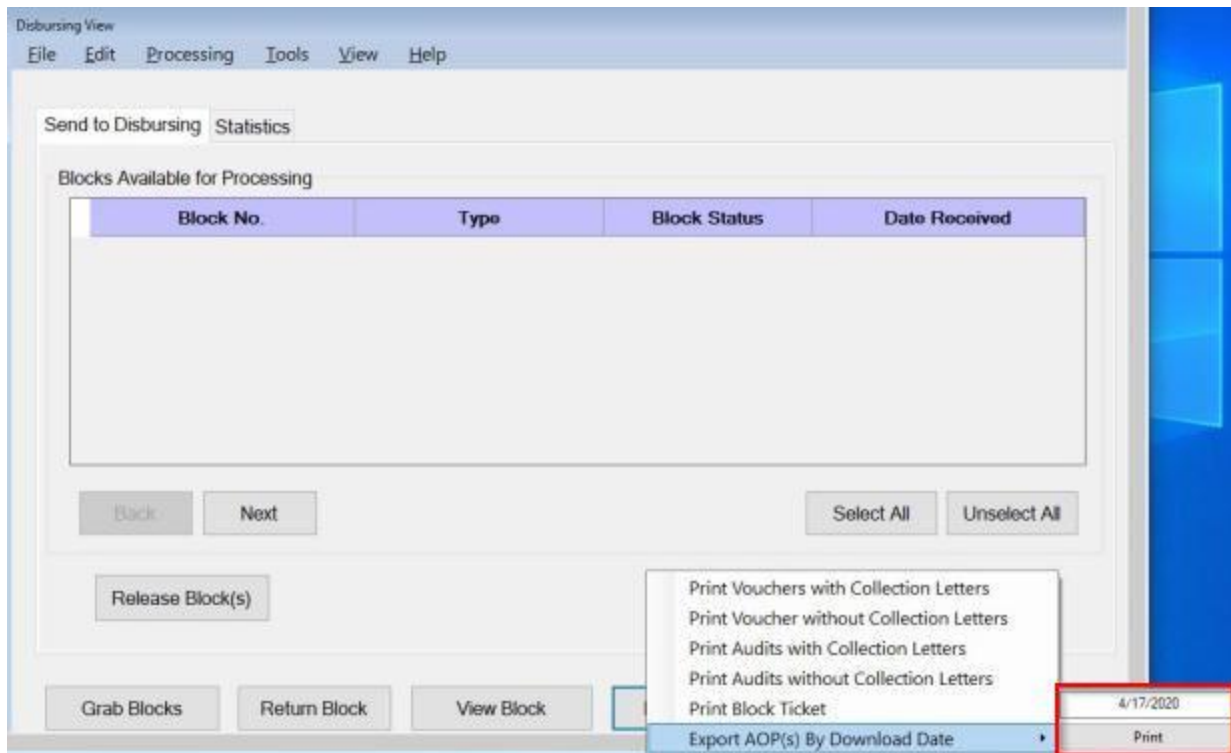 Disbursing View
File Edit Processing Tools View Help
Send to Disbursing Statistics
Blocks Available for Processing
Block No. Type Block Status Date Received
Back Next Select All Unselect All
Release Block(s)
Print Vouchers with Collection Letters
Print Voucher without Collection Letters
Print Audits with Collection Letters
Print Audits without Collection Letters
Grab Blocks Return Block View Block Print Block Ticket 4/17/2020
Export AOP(s) By Download Date Print